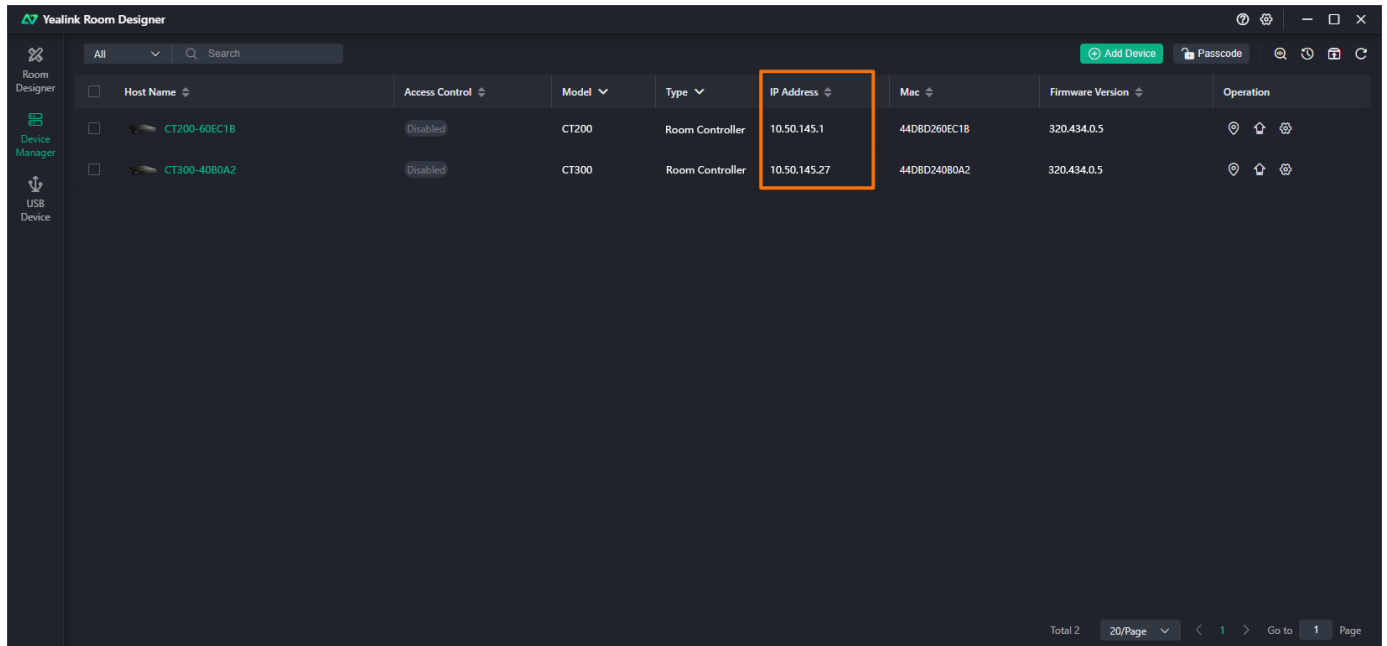 Yealink Room Designer
Room Designer
Device Manager
USB Device
All Search Add Device Passcode
Host Name Access Control Model Type IP Address Mac Firmware Version Operation
CT200-60EC1B Disabled CT200 Room Controller 10.50.145.1 44DBD260EC1B 320.434.0.5
CT300-40B0A2 Disabled CT300 Room Controller 10.50.145.27 44DBD240B0A2 320.434.0.5
Total 2 20/Page 1 Go to 1 Page